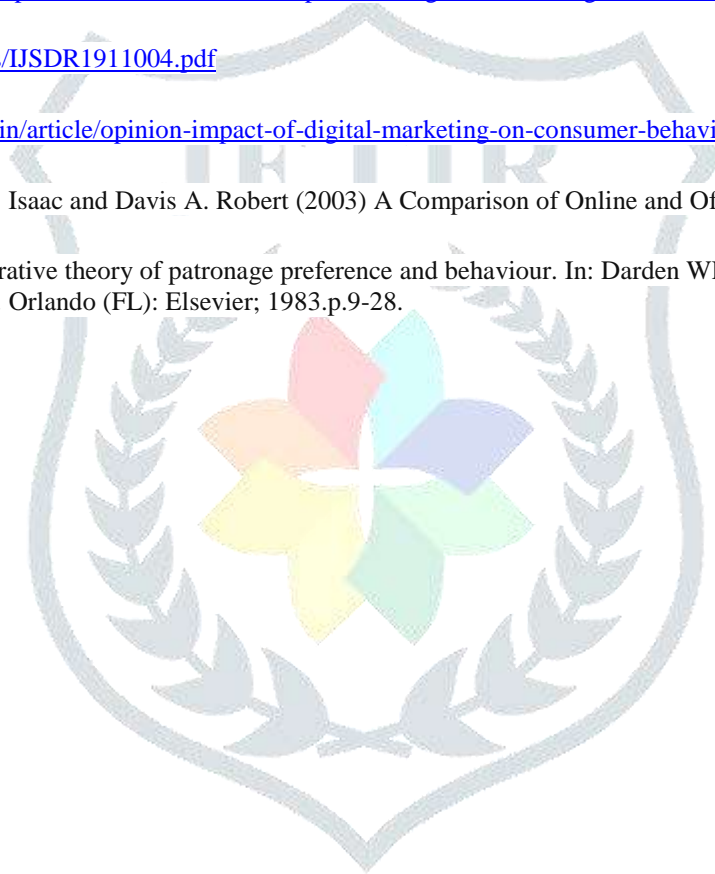 s/IJSDR1911004.pdf
in/article/opinion-impact-of-digital-marketing-on-consumer-behavi
Isaac and Davis A. Robert (2003) A Comparison of Online and Of
rative theory of patronage preference and behaviour. In: Darden WI
Orlando (FL): Elsevier; 1983.p.9-28.
JETIR